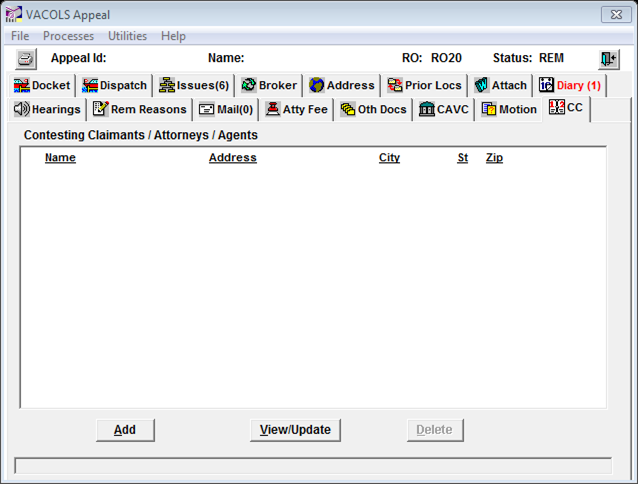 VACOLS Appeal
File Processes Utilities Help
Appeal Id: Name: RO: RO20 Status: REM
Docket Dispatch Issues(6) Broker Address Prior Locs Attach Diary (1)
Hearings Rem Reasons Mail(0) Atty Fee Oth Docs CAVC Motion CC
Contesting Claimants / Attorneys / Agents
Name Address City St Zip
Add View/Update Delete